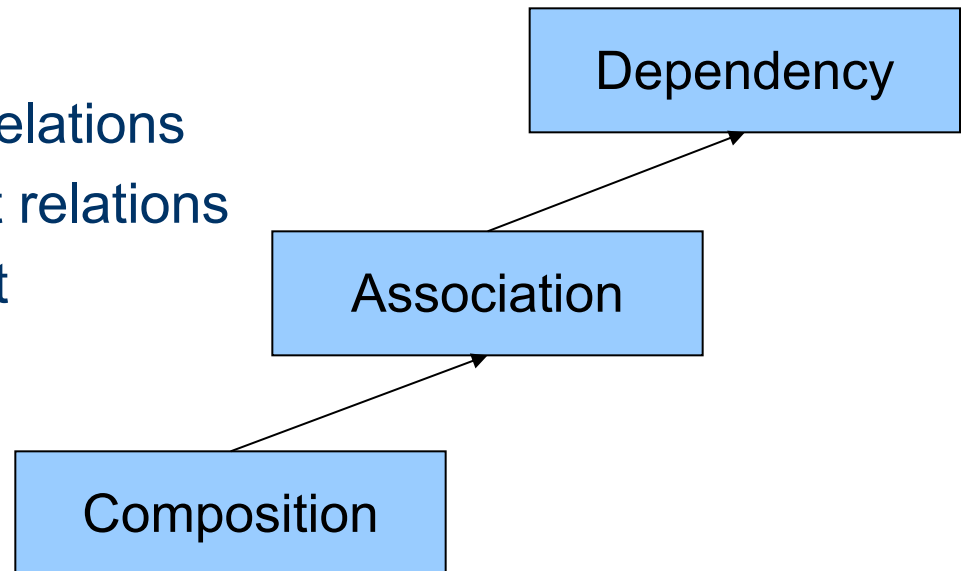 Dependency
elations
t relations
t
Association
Composition